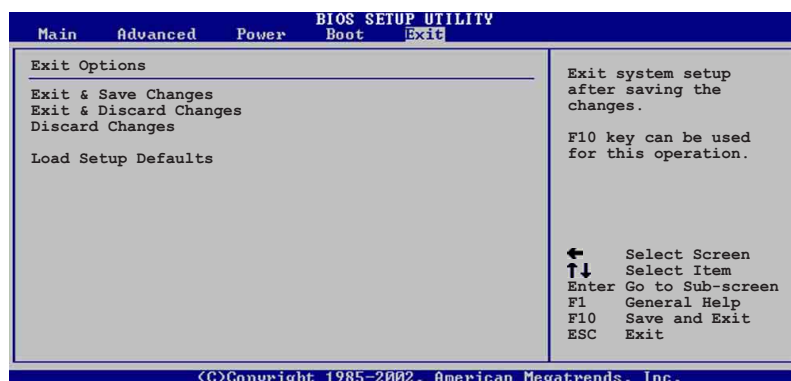 BIOS SETUP UTILITY
Main Advanced Power Boot Exit
Exit Options
Exit & Save Changes
Exit & Discard Changes
Discard Changes
Load Setup Defaults
Exit system setup
after saving the
changes.
F10 key can be used
for this operation.
← Select Screen
↑↓ Select Item
Enter Go to Sub-screen
F1 General Help
F10 Save and Exit
ESC Exit
(C)Copyright 1985-2002, American Megatrends, Inc.